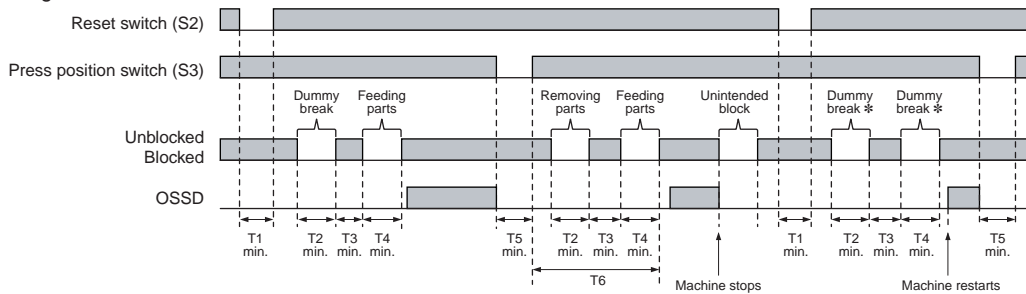 Reset switch (S2)
Press position switch (S3)
Dummy break
Feeding parts
Removing parts
Feeding parts
Unintended block
Dummy break *
Dummy break *
Unblocked
Blocked
OSSD
T1 min.
T2 min.
T3 min.
T4 min.
T5 min.
T2 min.
T3 min.
T4 min.
T1 min.
T2 min.
T3 min.
T4 min.
T5 min.
T6
Machine stops
Machine restarts